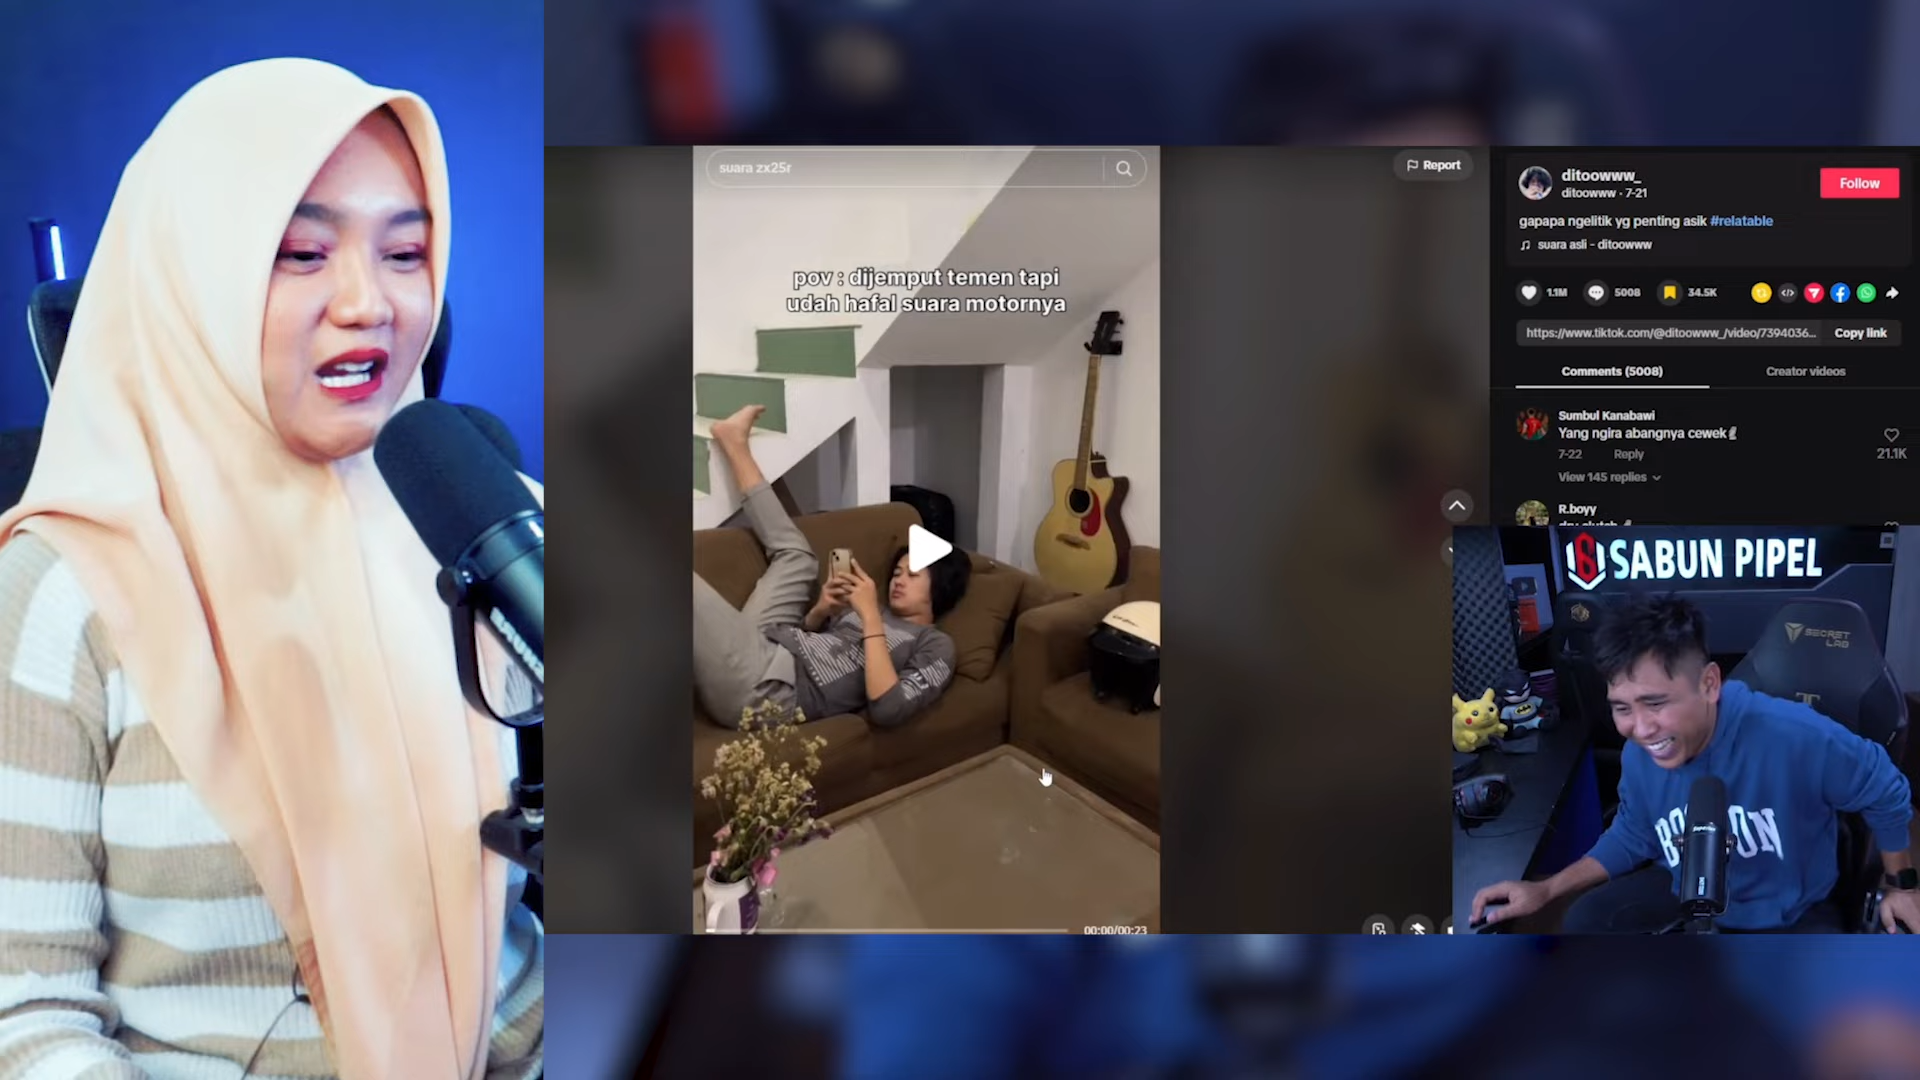 suara zx25r
pov : dijemput temen tapi
udah hafal suara motornya
00:00/00:23
Report
ditoowww_
ditoowww · 7-21
Follow
gapapa ngelitik yg penting asik #relatable
suara asli - ditoowww
1.1M
5008
34.5K
https://www.tiktok.com/@ditoowww_/video/7394036...
Copy link
Comments (5008)
Creator videos
Sumbul Kanabawi
Yang ngira abangnya cewek✌
7-22 Reply
21.1K
View 145 replies
R.boyy
SABUN PIPEL
SECRET
LAB